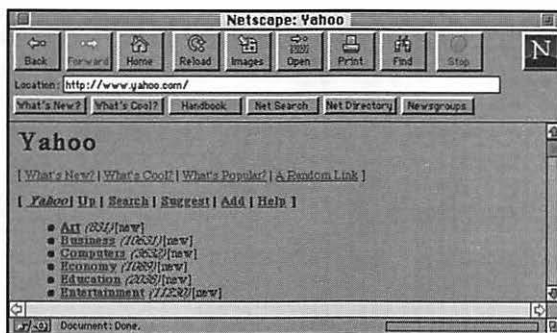 Netscape: Yahoo
Back Forward Home Reload Images Open Print Find Stop N
Location: http://www.yahoo.com/
What's New? What's Cool? Handbook Net Search Net Directory Newsgroups
Yahoo
[ What's New? | What's Cool? | What's Popular? | A Random Link ]
[ Yahoo | Up | Search | Suggest | Add | Help ]
Art (831)[new]
Business (10631)[new]
Computers (3632)[new]
Economy (1089)[new]
Education (2038)[new]
Entertainment [new]
Document: Done.